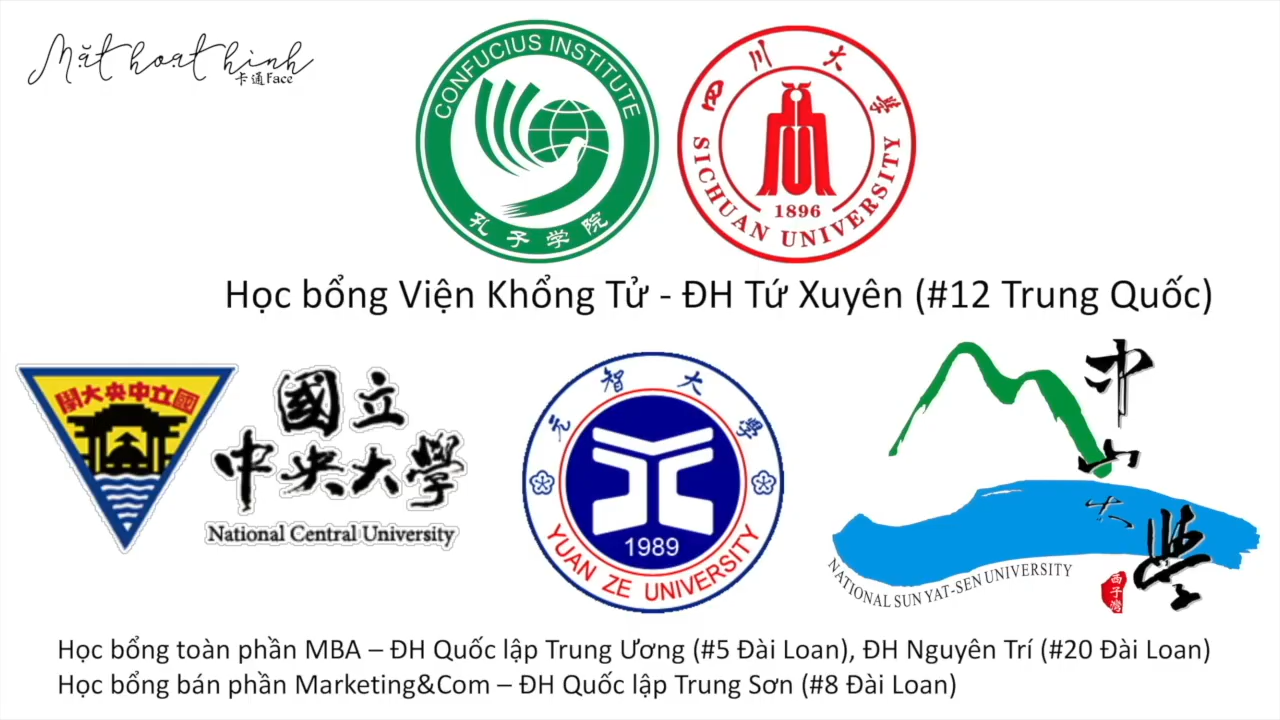 Mặt hoạt hình
卡通Face
CONFUCIUS INSTITUTE
孔子学院
四川大学
1896
SICHUAN UNIVERSITY
Học bổng Viện Khổng Tử - ĐH Tứ Xuyên (#12 Trung Quốc)
學大央中立國
國立
中央大學
National Central University
元智大學
1989
YUAN ZE UNIVERSITY
中山大學
西子灣
NATIONAL SUN YAT-SEN UNIVERSITY
Học bổng toàn phần MBA – ĐH Quốc lập Trung Ương (#5 Đài Loan), ĐH Nguyên Trí (#20 Đài Loan)
Học bổng bán phần Marketing&Com – ĐH Quốc lập Trung Sơn (#8 Đài Loan)